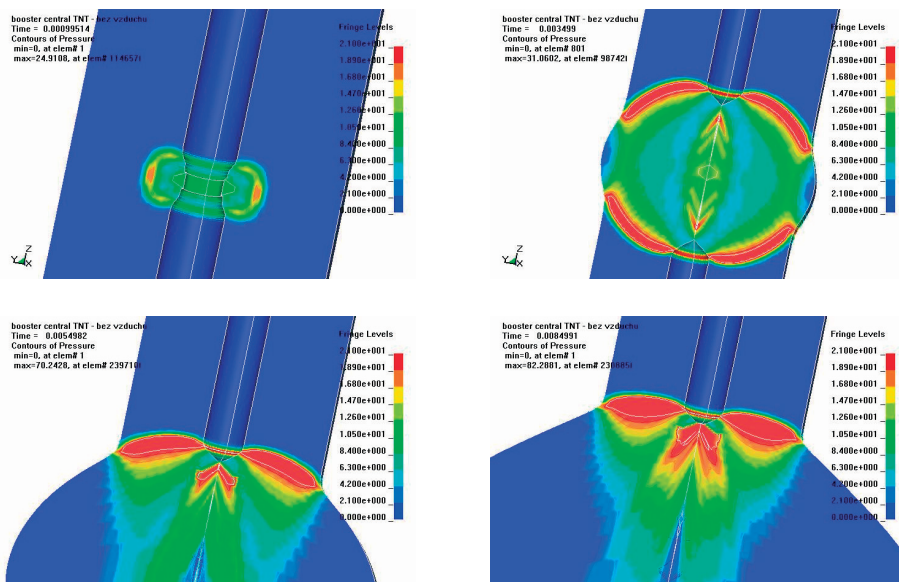 booster central TNT - bez vzduchu
Time = 0.00099514
Contours of Pressure
min=0, at elem# 1
max=24.9108, at elem#
Fringe Levels
2.100e+001
1.890e+001
1.680e+001
1.470e+001
1.260e+001
1.050e+001
8.400e+000
6.300e+000
4.200e+000
2.100e+000
0.000e+000
Z
Y X
booster central TNT - bez vzduchu
Time = 0.003499
Contours of Pressure
min=0, at elem# 801
max=31.0602, at elem#
Fringe Levels
2.100e+001
1.890e+001
1.680e+001
1.470e+001
1.260e+001
1.050e+001
8.400e+000
6.300e+000
4.200e+000
2.100e+000
0.000e+000
Z
Y X
booster central TNT - bez vzduchu
Time = 0.0054982
Contours of Pressure
min=0, at elem# 1
max=70.2428, at elem#
Fringe Levels
2.100e+001
1.890e+001
1.680e+001
1.470e+001
1.260e+001
1.050e+001
8.400e+000
6.300e+000
4.200e+000
2.100e+000
0.000e+000
Z
Y X
booster central TNT - bez vzduchu
Time = 0.0084991
Contours of Pressure
min=0, at elem# 1
max=82.2881, at elem#
Fringe Levels
2.100e+001
1.890e+001
1.680e+001
1.470e+001
1.260e+001
1.050e+001
8.400e+000
6.300e+000
4.200e+000
2.100e+000
0.000e+000
Z
Y X